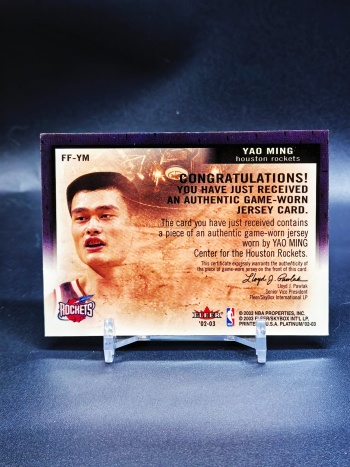 FF-YM
YAO MING
houston rockets
CONGRATULATIONS!
YOU HAVE JUST RECEIVED
AN AUTHENTIC GAME-WORN
JERSEY CARD.
The card you have just received contains
a piece of an authentic game-worn jersey
worn by YAO MING
Center for the Houston Rockets.
This certificate expressly warrants the authenticity of
the piece of game-worn jersey on the front of this card.
Lloyd J. Pawlak
Lloyd J. Pawlak
Senior Vice President
Fleer/SkyBox International LP
ROCKETS
FLEER
'02-03
© 2003 NBA PROPERTIES, INC.
© 2003 FLEER/SKYBOX INT'L LP.
PRINTED IN U.S.A. PLATINUM '02-03